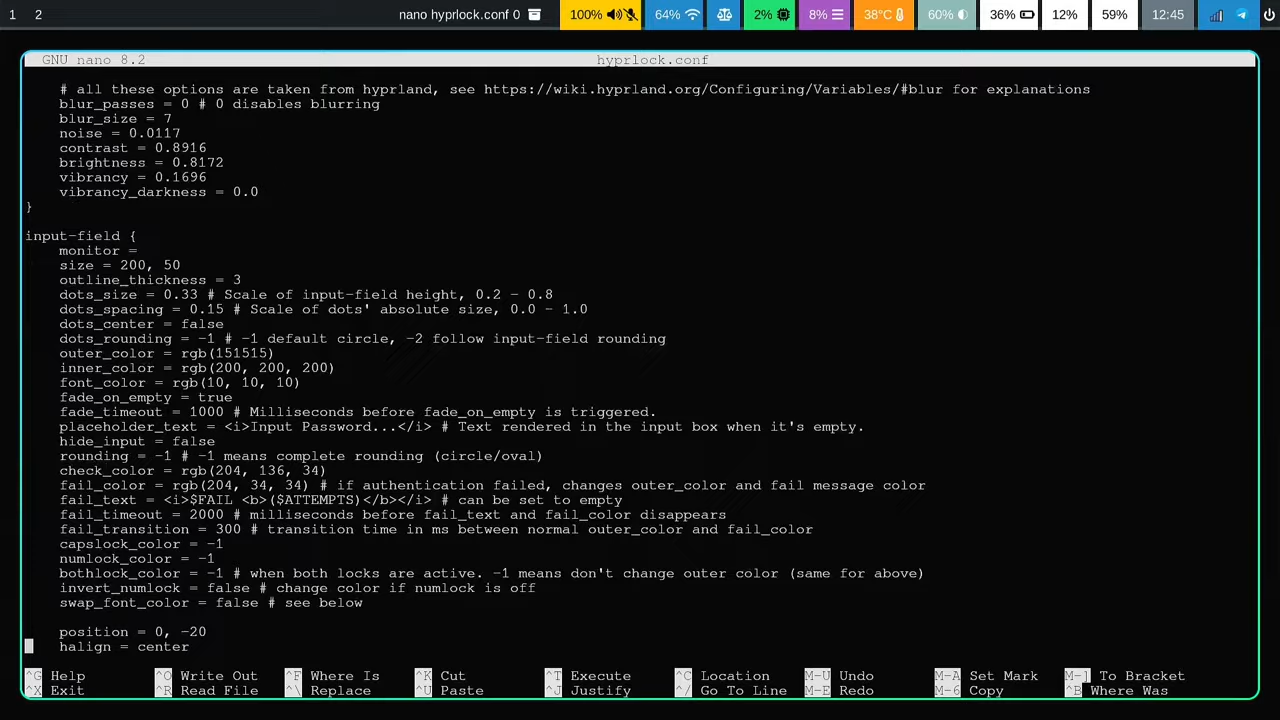 1 2 nano hyprlock.conf 0 100% 64% 2% 8% 38°C 60% 36% 12% 59% 12:45
GNU nano 8.2 hyprlock.conf
# all these options are taken from hyprland, see https://wiki.hyprland.org/Configuring/Variables/#blur for explanations
blur_passes = 0 # 0 disables blurring
blur_size = 7
noise = 0.0117
contrast = 0.8916
brightness = 0.8172
vibrancy = 0.1696
vibrancy_darkness = 0.0
}
input-field {
monitor =
size = 200, 50
outline_thickness = 3
dots_size = 0.33 # Scale of input-field height, 0.2 - 0.8
dots_spacing = 0.15 # Scale of dots' absolute size, 0.0 - 1.0
dots_center = false
dots_rounding = -1 # -1 default circle, -2 follow input-field rounding
outer_color = rgb(151515)
inner_color = rgb(200, 200, 200)
font_color = rgb(10, 10, 10)
fade_on_empty = true
fade_timeout = 1000 # Milliseconds before fade_on_empty is triggered.
placeholder_text = <i>Input Password...</i> # Text rendered in the input box when it's empty.
hide_input = false
rounding = -1 # -1 means complete rounding (circle/oval)
check_color = rgb(204, 136, 34)
fail_color = rgb(204, 34, 34) # if authentication failed, changes outer_color and fail message color
fail_text = <i>$FAIL <b>($ATTEMPTS)</b></i> # can be set to empty
fail_timeout = 2000 # milliseconds before fail_text and fail_color disappears
fail_transition = 300 # transition time in ms between normal outer_color and fail_color
capslock_color = -1
numlock_color = -1
bothlock_color = -1 # when both locks are active. -1 means don't change outer color (same for above)
invert_numlock = false # change color if numlock is off
swap_font_color = false # see below
position = 0, -20
halign = center
^G Help ^O Write Out ^F Where Is ^K Cut ^T Execute ^C Location M-U Undo M-A Set Mark M-] To Bracket
^X Exit ^R Read File ^\ Replace ^U Paste ^J Justify ^/ Go To Line M-E Redo M-6 Copy ^B Where Was